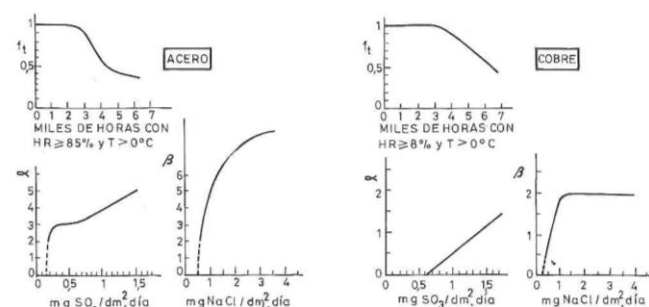 1
f_t
0,5
0
ACERO
0 1 2 3 4 5 6 7
MILES DE HORAS CON
HR ≥ 85% y T > 0°C
α
5
4
3
2
1
0
0 0,5 1 1,5
mg SO₃/dm².día
β
6
5
4
3
2
1
0
0 1 2 3 4
mg NaCl/dm².día
1
f_t
0,5
0
COBRE
0 1 2 3 4 5 6 7
MILES DE HORAS CON
HR ≥ 8% y T > 0°C
α
2
1
0
0 0,5 1 1,5
mg SO₃/dm².día
β
2
1
0
0 1 2 3 4
mg NaCl/dm².día